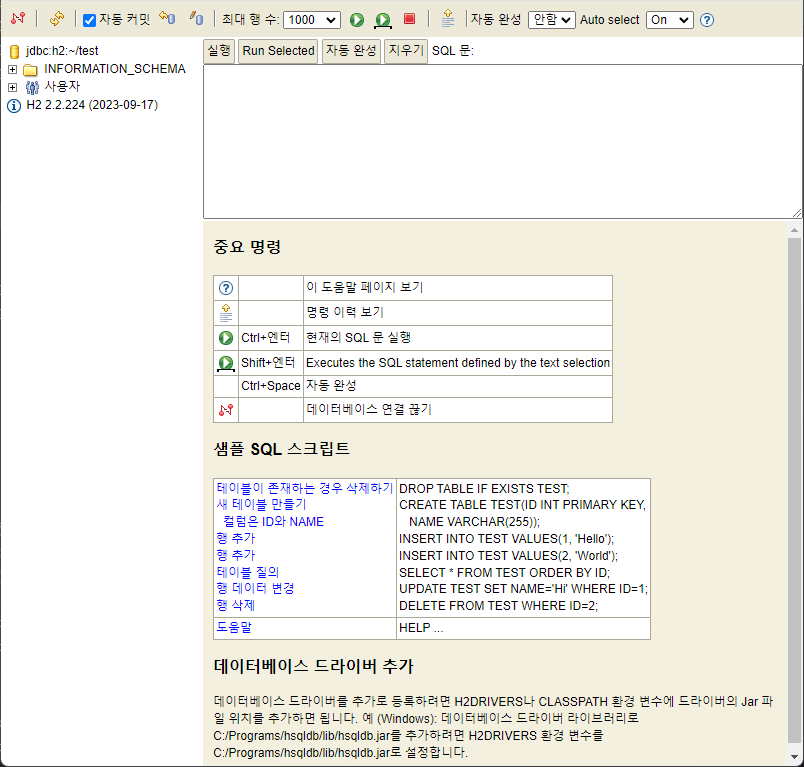 자동 커밋 최대 행 수: 1000 자동 완성 안함 Auto select On
jdbc:h2:~/test
INFORMATION_SCHEMA
사용자
H2 2.2.224 (2023-09-17)
실행 Run Selected 자동 완성 지우기 SQL 문:
중요 명령
이 도움말 페이지 보기
명령 이력 보기
Ctrl+엔터 현재의 SQL 문 실행
Shift+엔터 Executes the SQL statement defined by the text selection
Ctrl+Space 자동 완성
데이터베이스 연결 끊기
샘플 SQL 스크립트
테이블이 존재하는 경우 삭제하기 DROP TABLE IF EXISTS TEST;
새 테이블 만들기 CREATE TABLE TEST(ID INT PRIMARY KEY,
컬럼은 ID와 NAME NAME VARCHAR(255));
행 추가 INSERT INTO TEST VALUES(1, 'Hello');
행 추가 INSERT INTO TEST VALUES(2, 'World');
테이블 질의 SELECT * FROM TEST ORDER BY ID;
행 데이터 변경 UPDATE TEST SET NAME='Hi' WHERE ID=1;
행 삭제 DELETE FROM TEST WHERE ID=2;
도움말 HELP ...
데이터베이스 드라이버 추가
데이터베이스 드라이버를 추가로 등록하려면 H2DRIVERS나 CLASSPATH 환경 변수에 드라이버의 Jar 파
일 위치를 추가하면 됩니다. 예 (Windows): 데이터베이스 드라이버 라이브러리로
C:/Programs/hsqldb/lib/hsqldb.jar를 추가하려면 H2DRIVERS 환경 변수를
C:/Programs/hsqldb/lib/hsqldb.jar로 설정합니다.